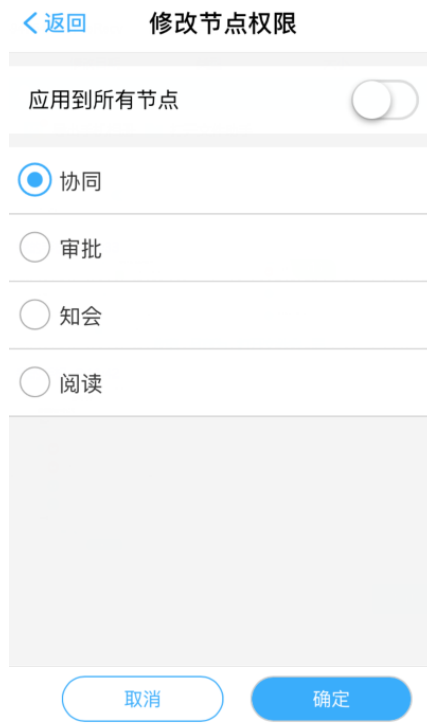 返回 修改节点权限
应用到所有节点
协同
审批
知会
阅读
取消 确定